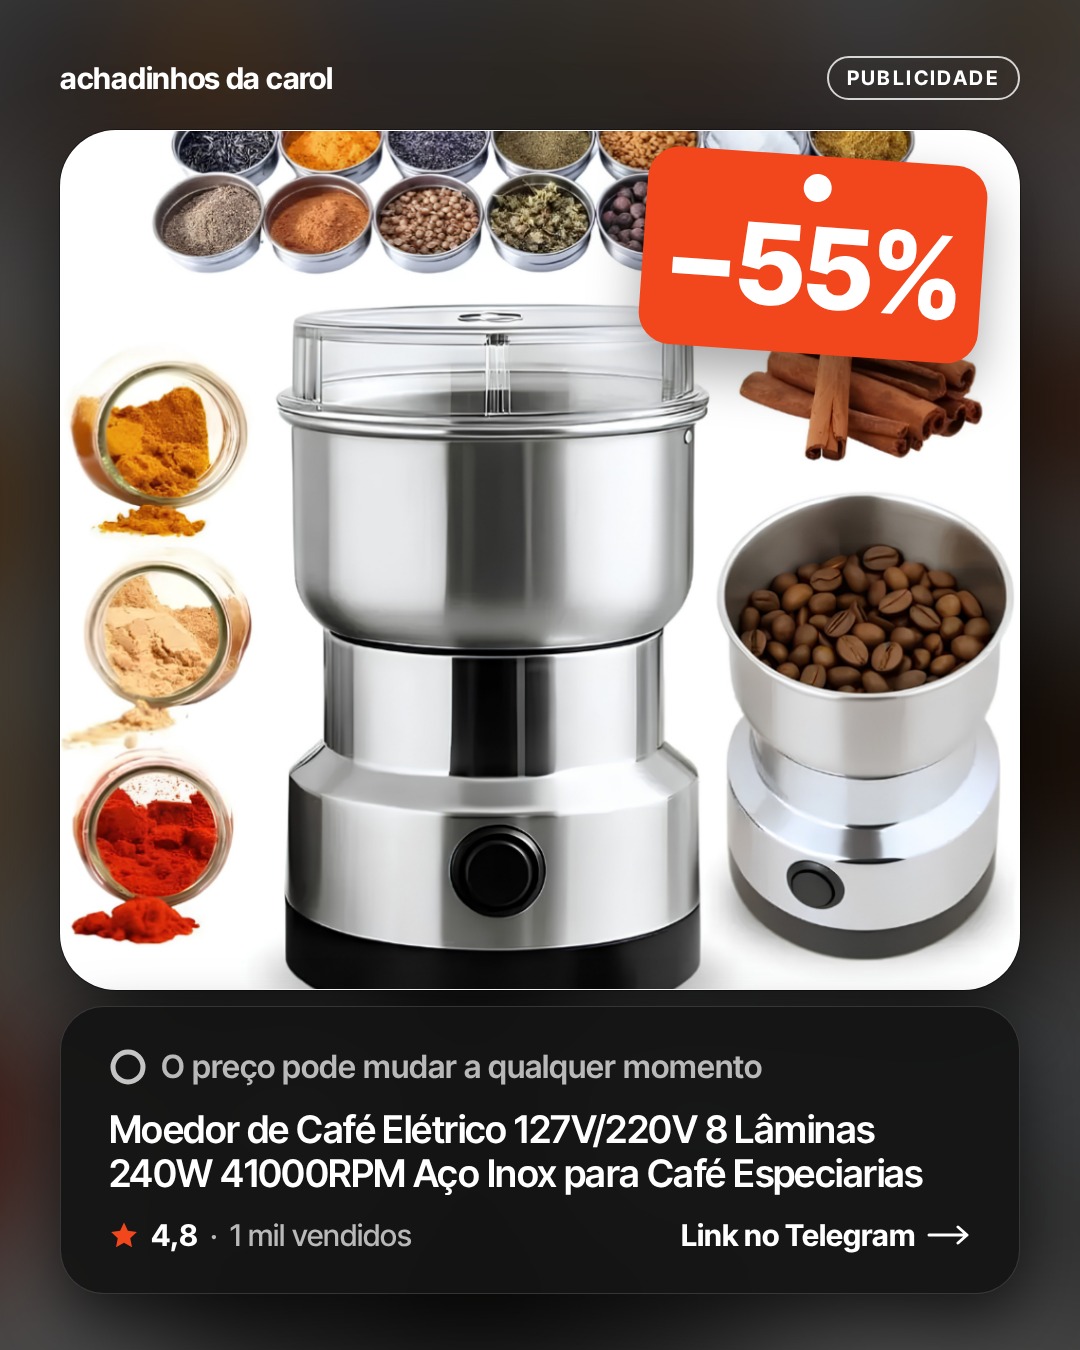 achadinhos da carol
PUBLICIDADE
–55%
O preço pode mudar a qualquer momento
Moedor de Café Elétrico 127V/220V 8 Lâminas
240W 41000RPM Aço Inox para Café Especiarias
4,8 · 1 mil vendidos
Link no Telegram →